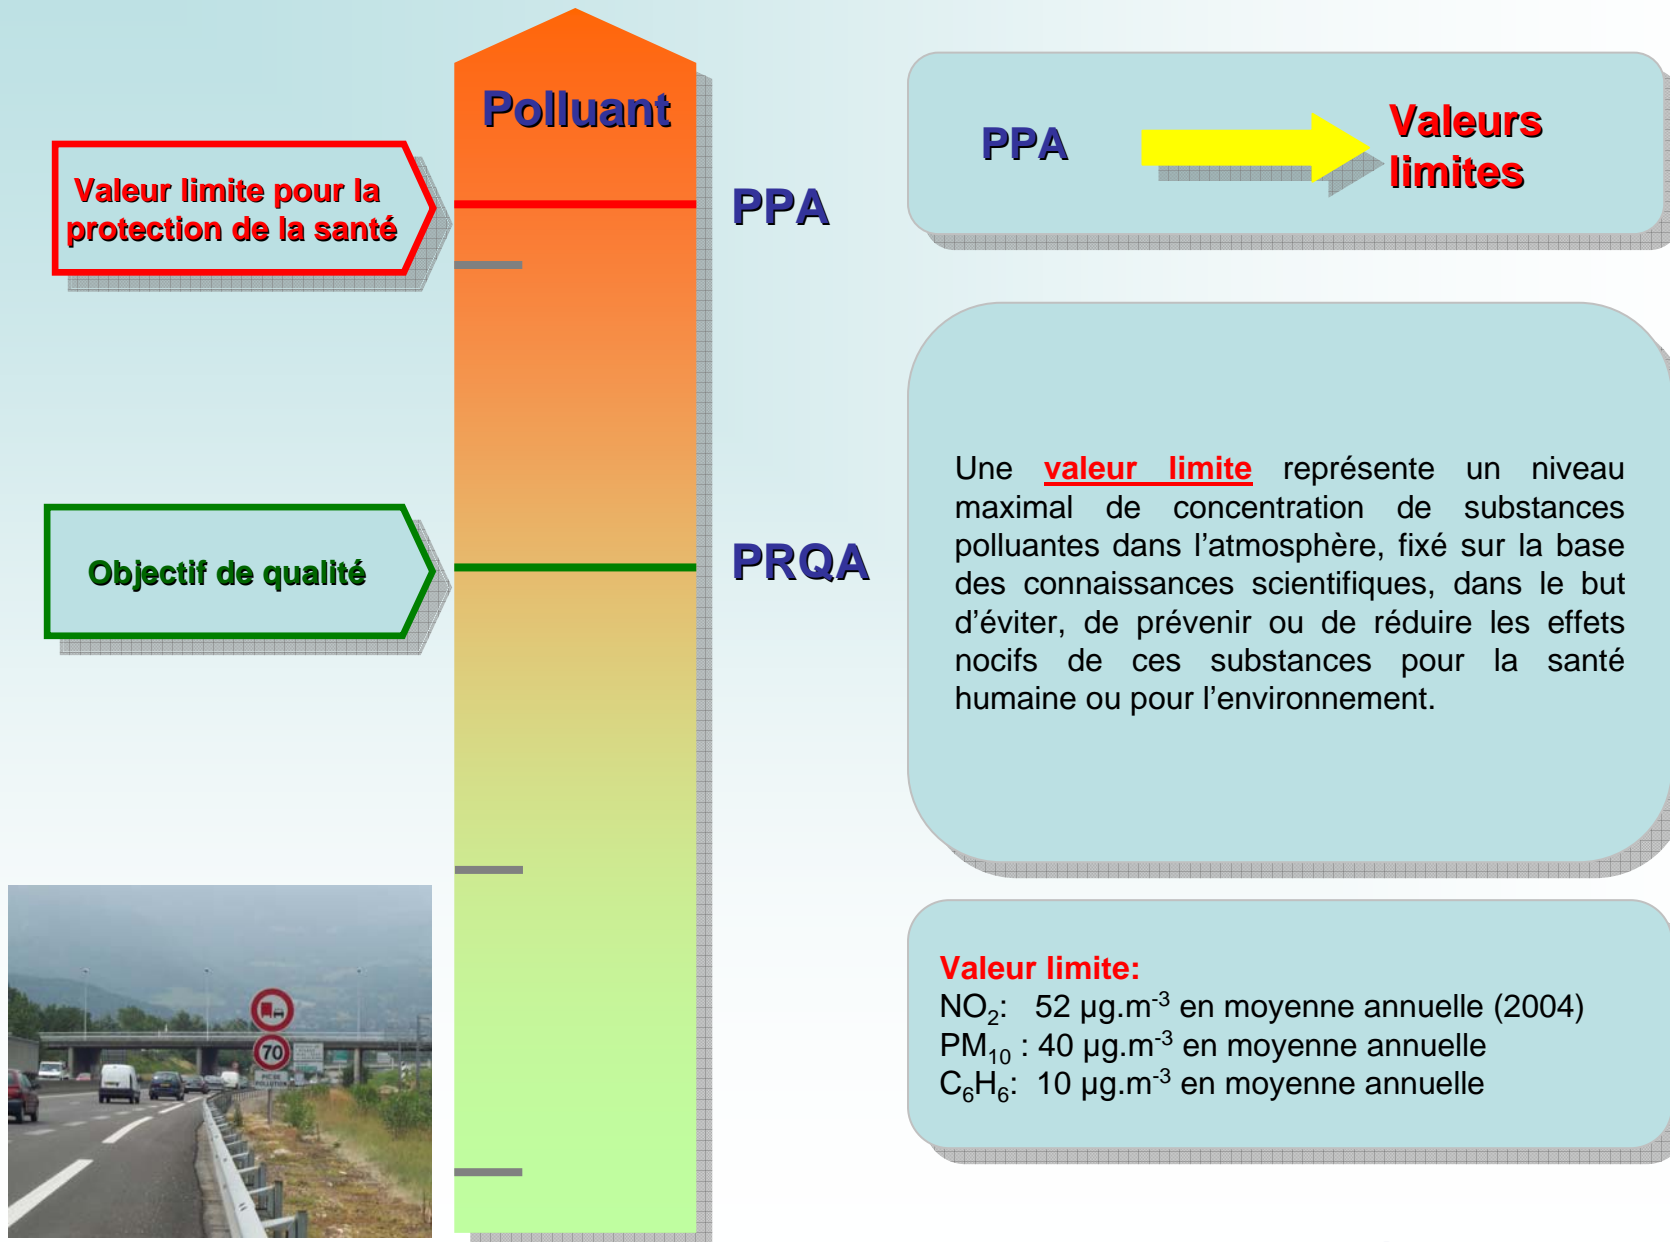 Polluant
Valeur limite pour la
protection de la santé
PPA
Objectif de qualité
PRQA
PPA
Valeurs
limites
Une valeur limite représente un niveau
maximal de concentration de substances
polluantes dans l’atmosphère, fixé sur la base
des connaissances scientifiques, dans le but
d’éviter, de prévenir ou de réduire les effets
nocifs de ces substances pour la santé
humaine ou pour l’environnement.
Valeur limite:
NO₂: 52 µg.m⁻³ en moyenne annuelle (2004)
PM₁₀ : 40 µg.m⁻³ en moyenne annuelle
C₆H₆: 10 µg.m⁻³ en moyenne annuelle
70
PIC DE
POLLUTION